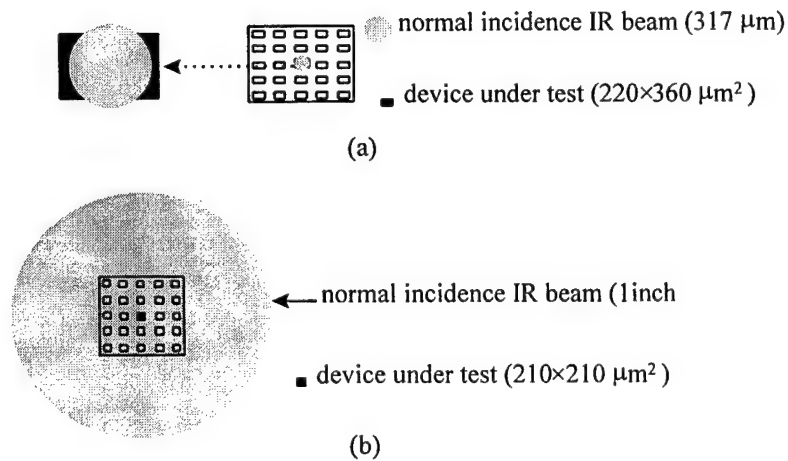 normal incidence IR beam (317 μm)
device under test (220×360 μm² )
(a)
normal incidence IR beam (1inch
device under test (210×210 μm² )
(b)